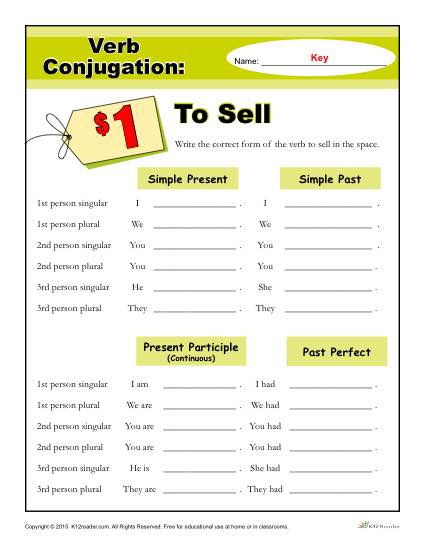 Verb
Conjugation:
Name: Key
$1
To Sell
Write the correct form of the verb to sell in the space.
Simple Present Simple Past
1st person singular I ________________ . I ________________ .
1st person plural We ________________ . We ________________ .
2nd person singular You ________________ . You ________________ .
2nd person plural You ________________ . You ________________ .
3rd person singular He ________________ . She ________________ .
3rd person plural They ________________ . They ________________ .
Present Participle
(Continuous)
Past Perfect
1st person singular I am ________________ . I had ________________ .
1st person plural We are ________________ . We had ________________ .
2nd person singular You are ________________ . You had ________________ .
2nd person plural You are ________________ . You had ________________ .
3rd person singular He is ________________ . She had ________________ .
3rd person plural They are ________________ . They had ________________ .
Copyright © 2015 K12reader.com. All Rights Reserved. Free for educational use at home or in classrooms.
K12Reader